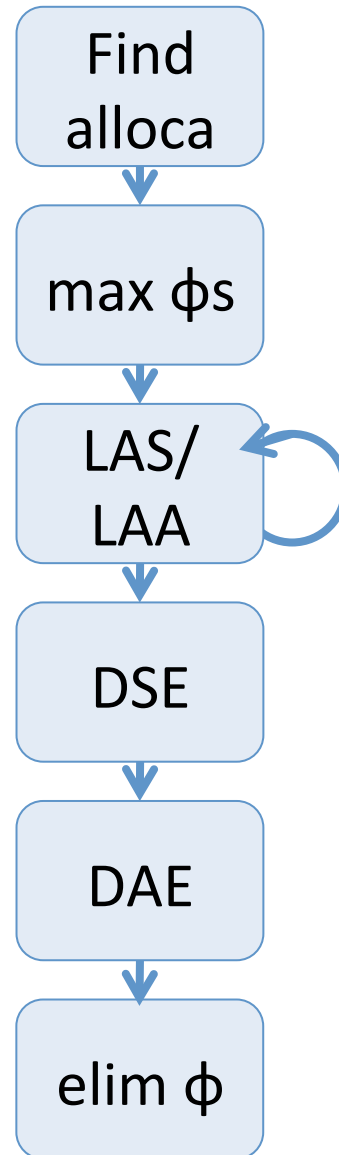 Find
alloca
max ϕs
LAS/
LAA
DSE
DAE
elim ϕ